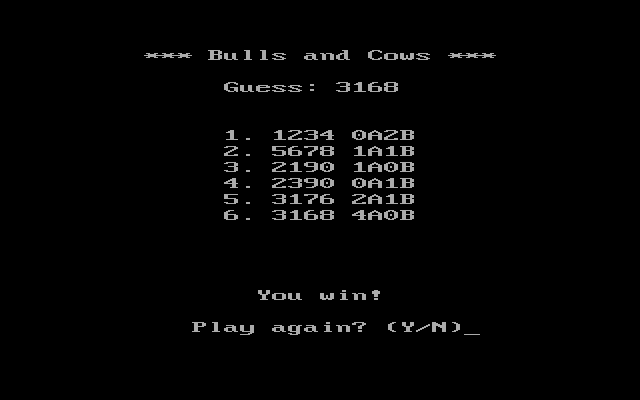 *** Bulls and Cows ***
Guess: 3168
1. 1234 0A2B
2. 5678 1A1B
3. 2190 1A0B
4. 2390 0A1B
5. 3176 2A1B
6. 3168 4A0B
You win!
Play again? (Y/N)_